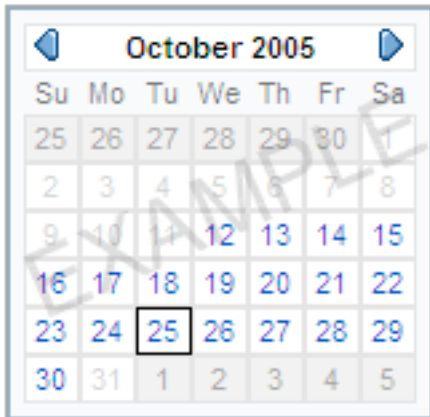 October 2005
Su Mo Tu We Th Fr Sa
25 26 27 28 29 30 1
2 3 4 5 6 7 8
9 10 11 12 13 14 15
16 17 18 19 20 21 22
23 24 25 26 27 28 29
30 31 1 2 3 4 5
EXAMPLE